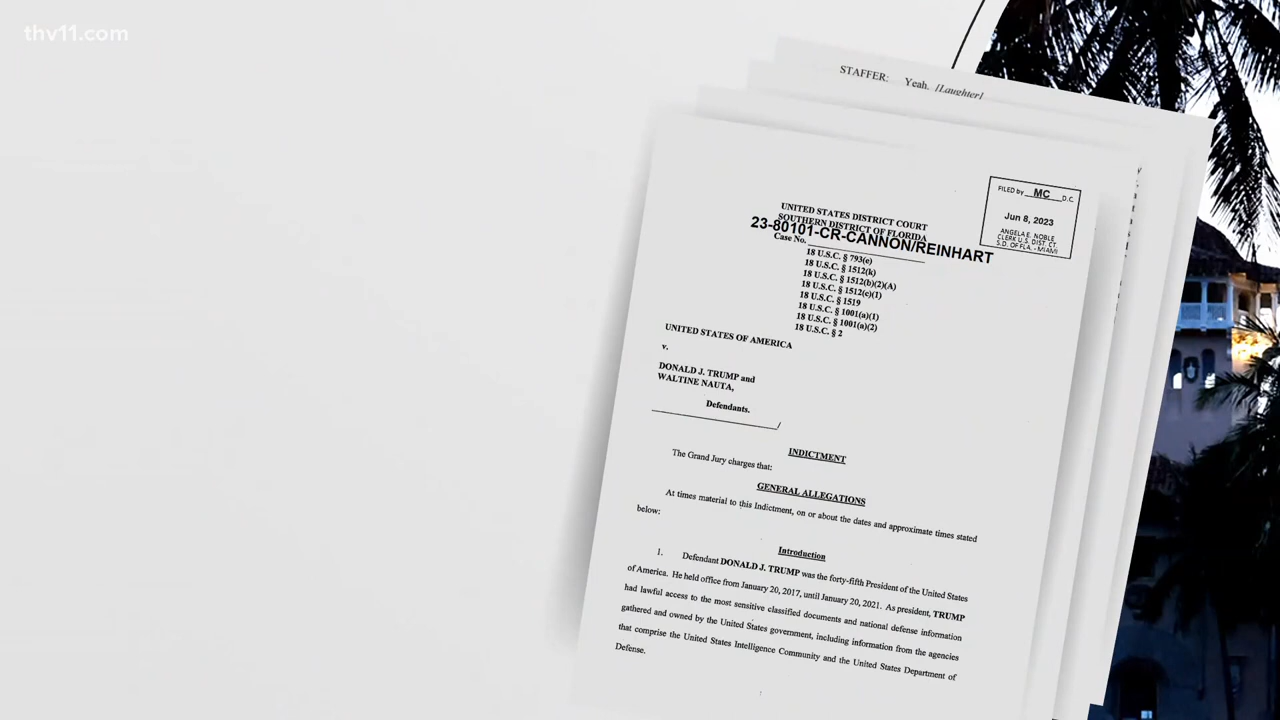 thv11.com
STAFFER: Yeah. [Laughter]
FILED by MC D.C.
Jun 8, 2023
ANGELA E. NOBLE
CLERK U.S. DIST. CT.
S.D. OF FLA. - MIAMI
UNITED STATES DISTRICT COURT
SOUTHERN DISTRICT OF FLORIDA
23-80101-CR-CANNON/REINHART
Case No.
18 U.S.C. § 793(e)
18 U.S.C. § 1512(k)
18 U.S.C. § 1512(b)(2)(A)
18 U.S.C. § 1512(c)(1)
18 U.S.C. § 1519
18 U.S.C. § 1001(a)(1)
18 U.S.C. § 1001(a)(2)
18 U.S.C. § 2
UNITED STATES OF AMERICA
v.
DONALD J. TRUMP and
WALTINE NAUTA,
Defendants.
/
INDICTMENT
The Grand Jury charges that:
GENERAL ALLEGATIONS
At times material to this Indictment, on or about the dates and approximate times stated
below:
Introduction
1. Defendant DONALD J. TRUMP was the forty-fifth President of the United States
of America. He held office from January 20, 2017, until January 20, 2021. As president, TRUMP
had lawful access to the most sensitive classified documents and national defense information
gathered and owned by the United States government, including information from the agencies
that comprise the United States Intelligence Community and the United States Department of
Defense.